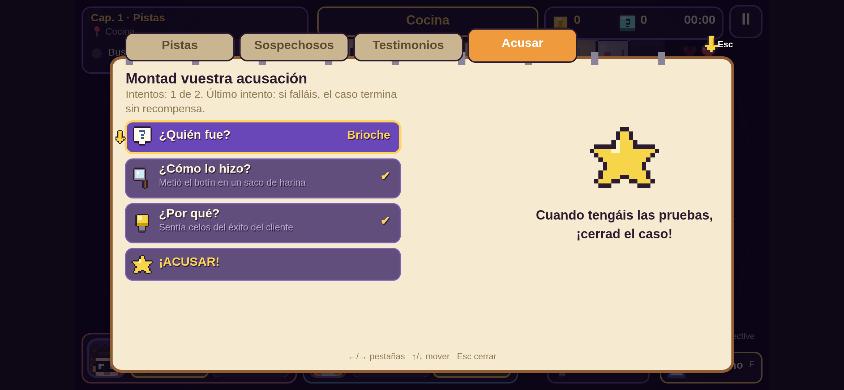 Cap. 1 · Pistas
Cocina
Cocina
0
0
00:00
Pistas
Sospechosos
Testimonios
Acusar
Esc
Montad vuestra acusación
Intentos: 1 de 2. Último intento: si falláis, el caso termina
sin recompensa.
¿Quién fue?
Brioche
¿Cómo lo hizo?
Metió el botín en un saco de harina
✔
¿Por qué?
Sentía celos del éxito del cliente
✔
¡ACUSAR!
Cuando tengáis las pruebas,
¡cerrad el caso!
←/→ pestañas ↑/↓ mover Esc cerrar
F